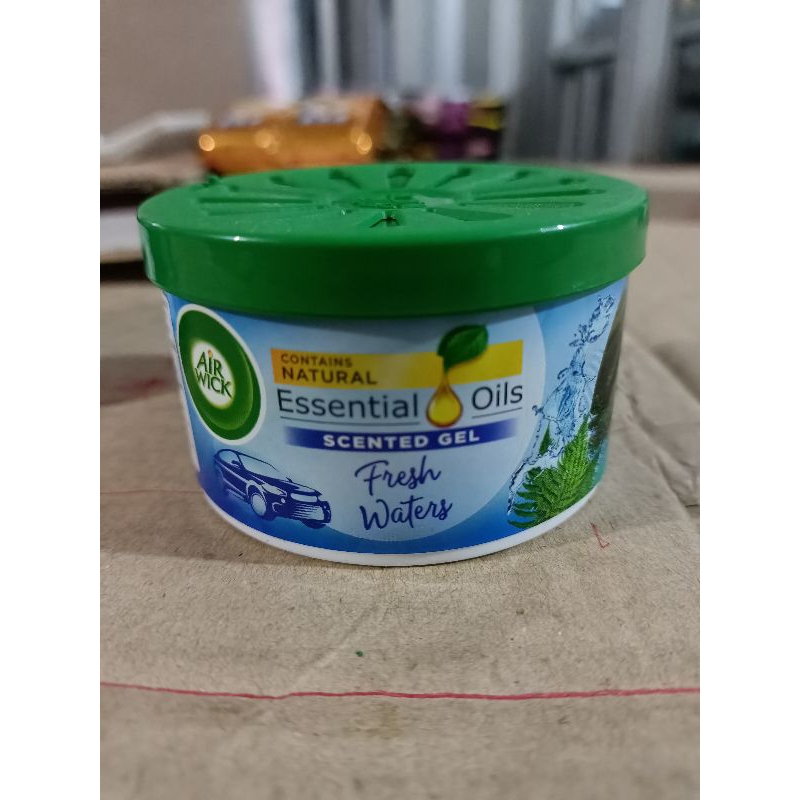 AiR
WICK
CONTAINS
NATURAL
Essential Oils
SCENTED GEL
Fresh
Waters